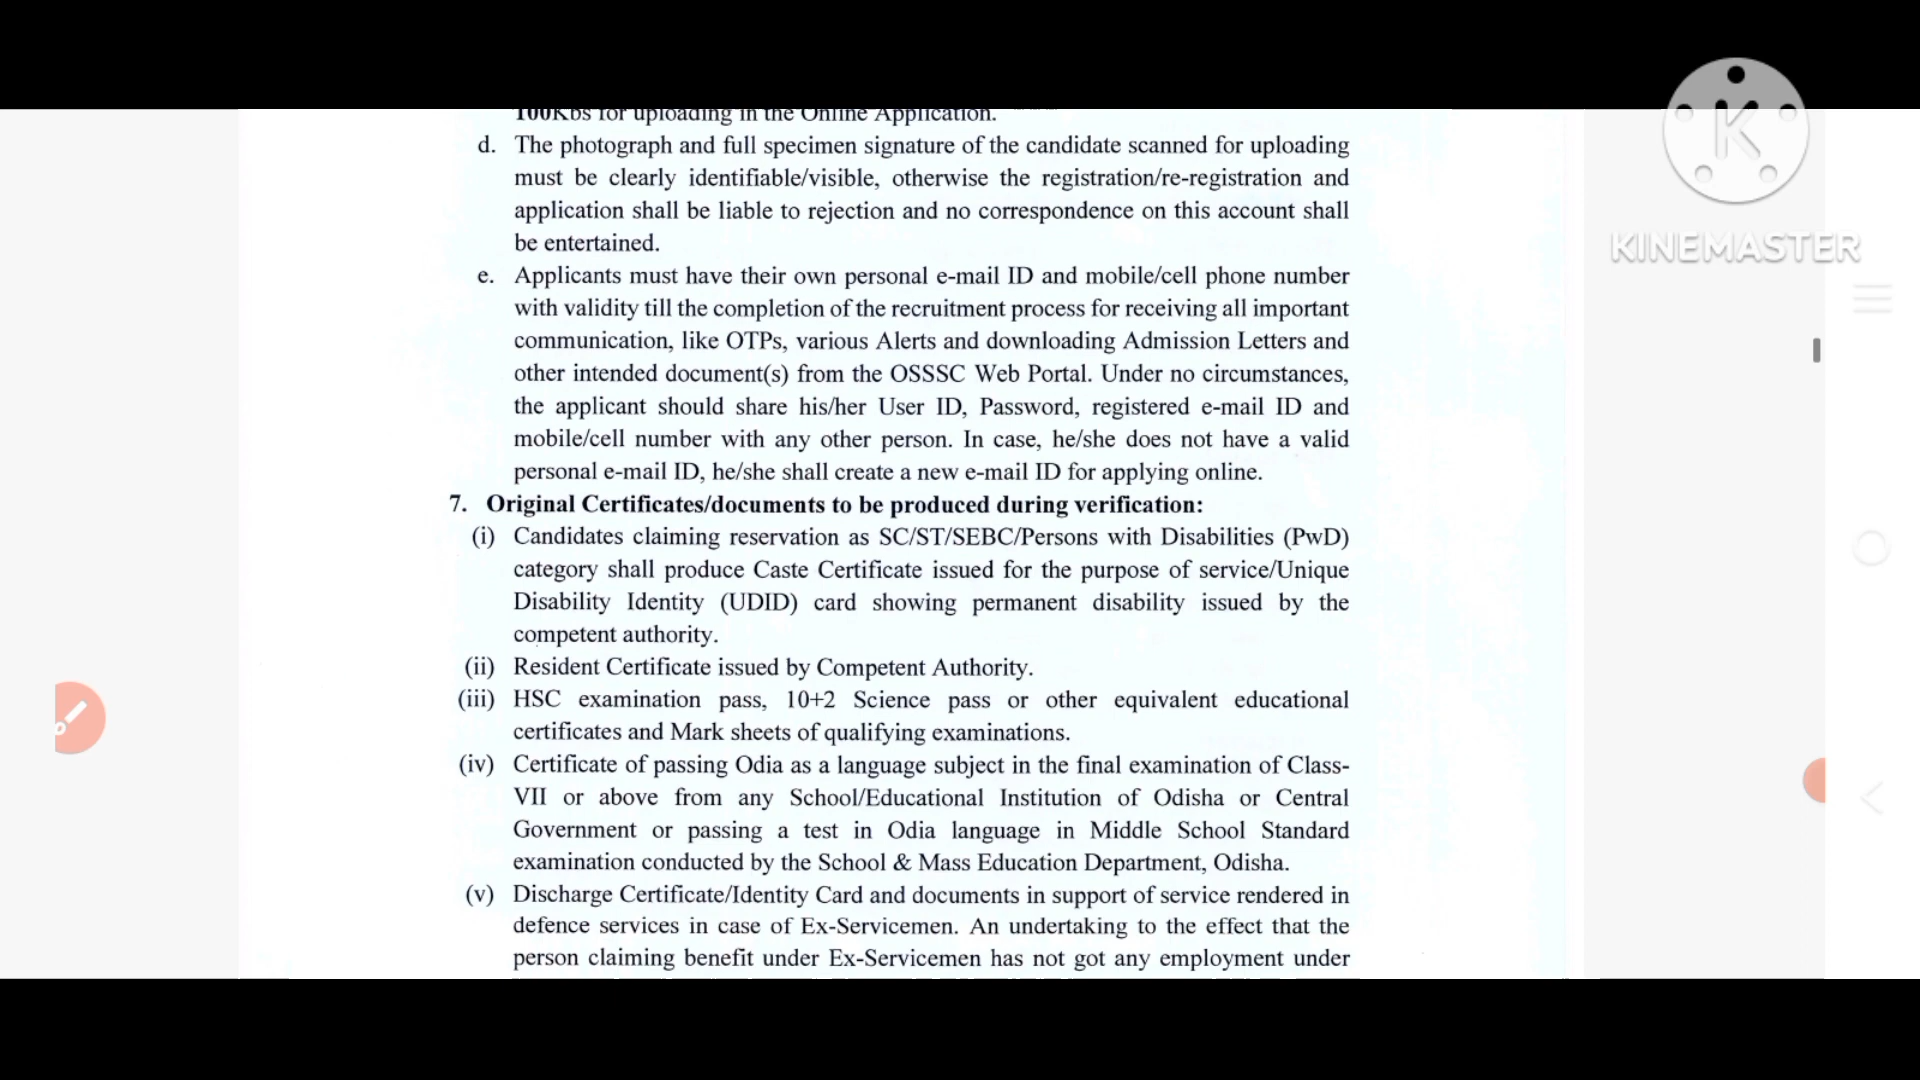 100Kbs for uploading in the Online Application.
d. The photograph and full specimen signature of the candidate scanned for uploading
must be clearly identifiable/visible, otherwise the registration/re-registration and
application shall be liable to rejection and no correspondence on this account shall
be entertained.
e. Applicants must have their own personal e-mail ID and mobile/cell phone number
with validity till the completion of the recruitment process for receiving all important
communication, like OTPs, various Alerts and downloading Admission Letters and
other intended document(s) from the OSSSC Web Portal. Under no circumstances,
the applicant should share his/her User ID, Password, registered e-mail ID and
mobile/cell number with any other person. In case, he/she does not have a valid
personal e-mail ID, he/she shall create a new e-mail ID for applying online.
7. Original Certificates/documents to be produced during verification:
(i) Candidates claiming reservation as SC/ST/SEBC/Persons with Disabilities (PwD)
category shall produce Caste Certificate issued for the purpose of service/Unique
Disability Identity (UDID) card showing permanent disability issued by the
competent authority.
(ii) Resident Certificate issued by Competent Authority.
(iii) HSC examination pass, 10+2 Science pass or other equivalent educational
certificates and Mark sheets of qualifying examinations.
(iv) Certificate of passing Odia as a language subject in the final examination of Class-
VII or above from any School/Educational Institution of Odisha or Central
Government or passing a test in Odia language in Middle School Standard
examination conducted by the School & Mass Education Department, Odisha.
(v) Discharge Certificate/Identity Card and documents in support of service rendered in
defence services in case of Ex-Servicemen. An undertaking to the effect that the
person claiming benefit under Ex-Servicemen has not got any employment under
K
KINEMASTER